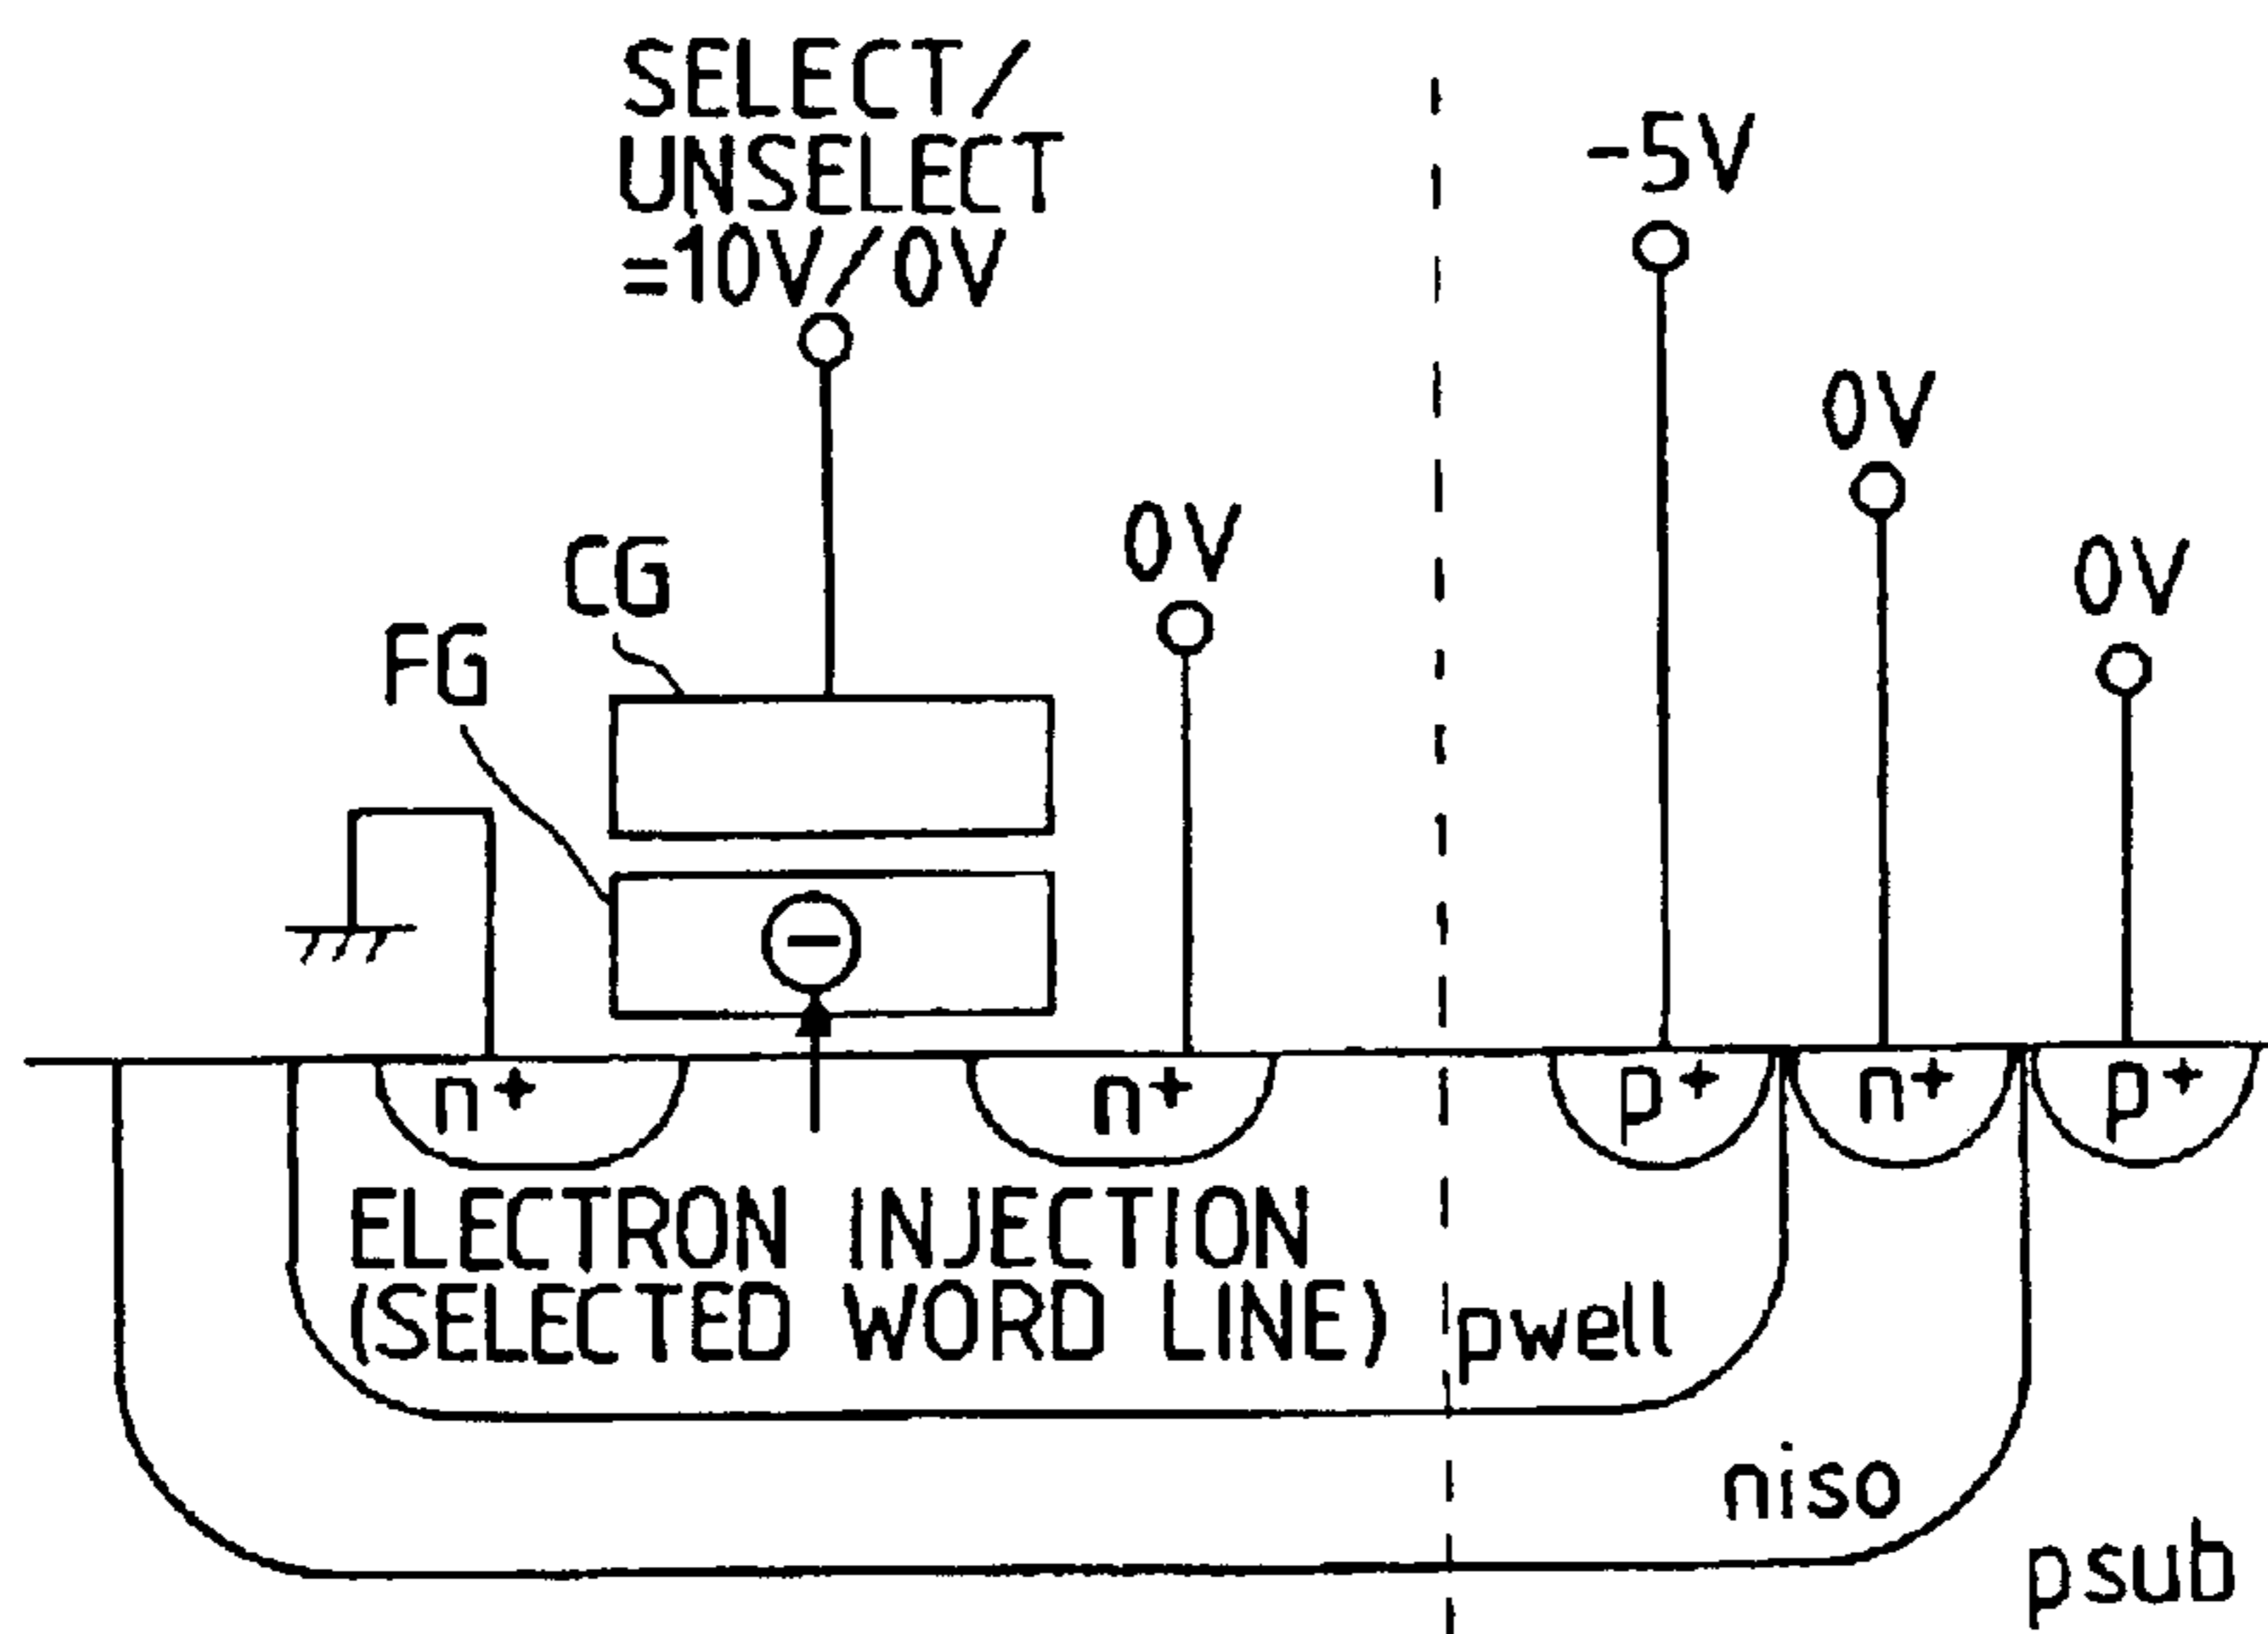 SELECT/
UNSELECT
=10V/0V
-5V
0V
0V
0V
CG
FG
n+
n+
p+
n+
p+
ELECTRON INJECTION
(SELECTED WORD LINE)
pwell
niso
psub